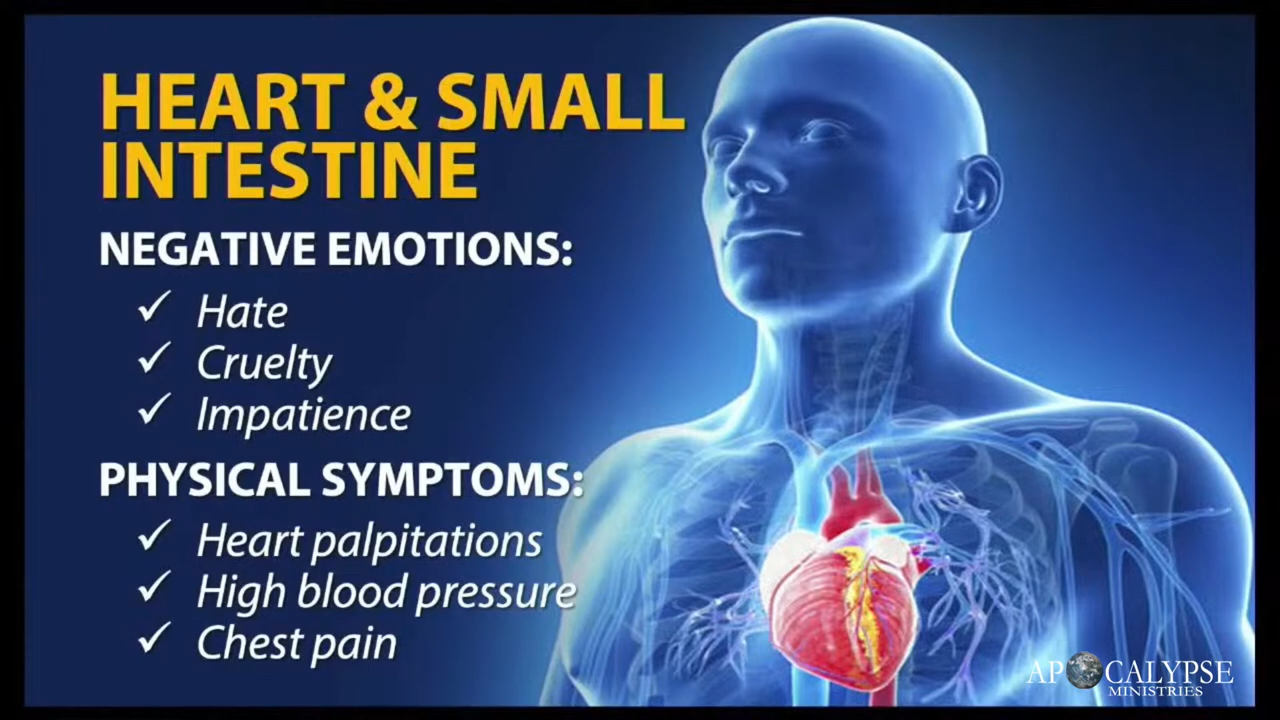 HEART & SMALL
INTESTINE
NEGATIVE EMOTIONS:
✓ Hate
✓ Cruelty
✓ Impatience
PHYSICAL SYMPTOMS:
✓ Heart palpitations
✓ High blood pressure
✓ Chest pain
APOCALYPSE
MINISTRIES